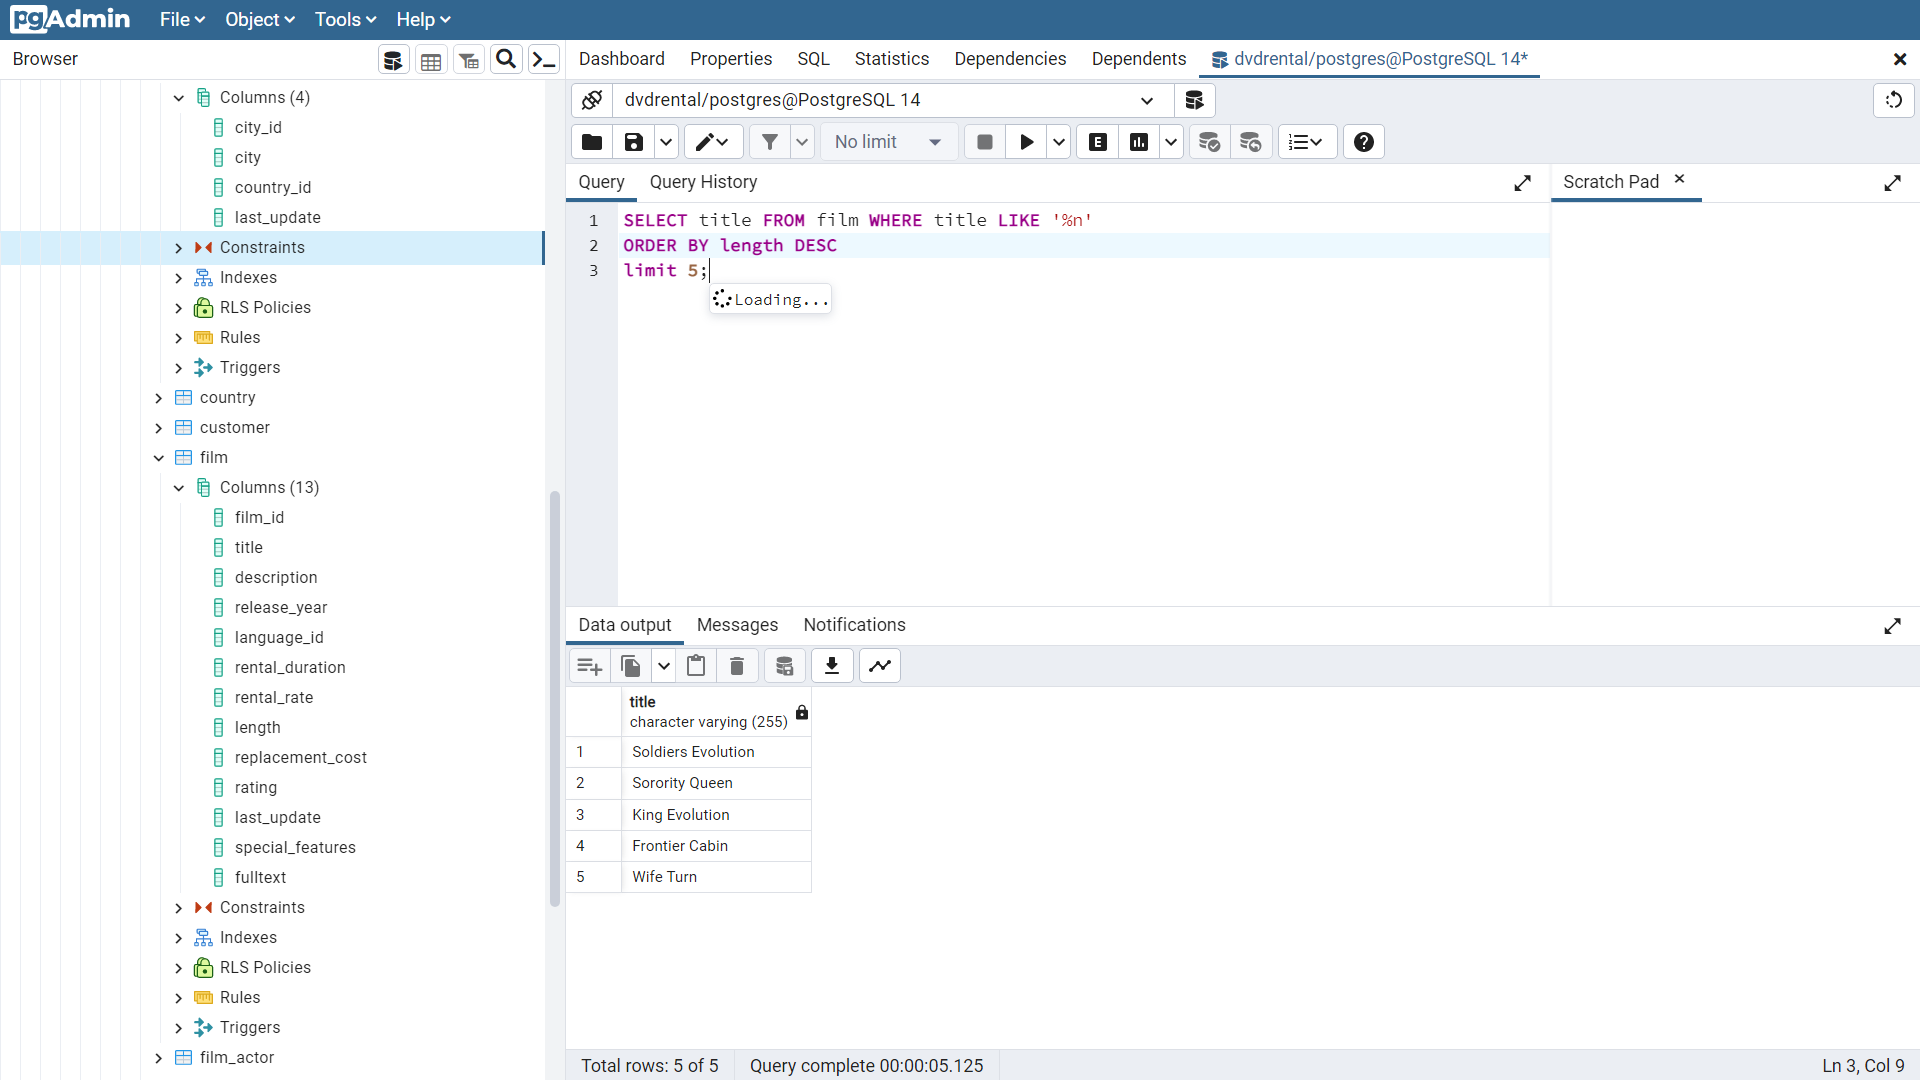 pgAdmin
File
Object
Tools
Help
Browser
Dashboard
Properties
SQL
Statistics
Dependencies
Dependents
dvdrental/postgres@PostgreSQL 14*
Columns (4)
city_id
city
country_id
last_update
Constraints
Indexes
RLS Policies
Rules
Triggers
country
customer
film
Columns (13)
film_id
title
description
release_year
language_id
rental_duration
rental_rate
length
replacement_cost
rating
last_update
special_features
fulltext
Constraints
Indexes
RLS Policies
Rules
Triggers
film_actor
dvdrental/postgres@PostgreSQL 14
No limit
E
Query
Query History
Scratch Pad
1 SELECT title FROM film WHERE title LIKE '%n'
2 ORDER BY length DESC
3 limit 5;
Loading...
Data output
Messages
Notifications
title
character varying (255)
1 Soldiers Evolution
2 Sorority Queen
3 King Evolution
4 Frontier Cabin
5 Wife Turn
Total rows: 5 of 5
Query complete 00:00:05.125
Ln 3, Col 9